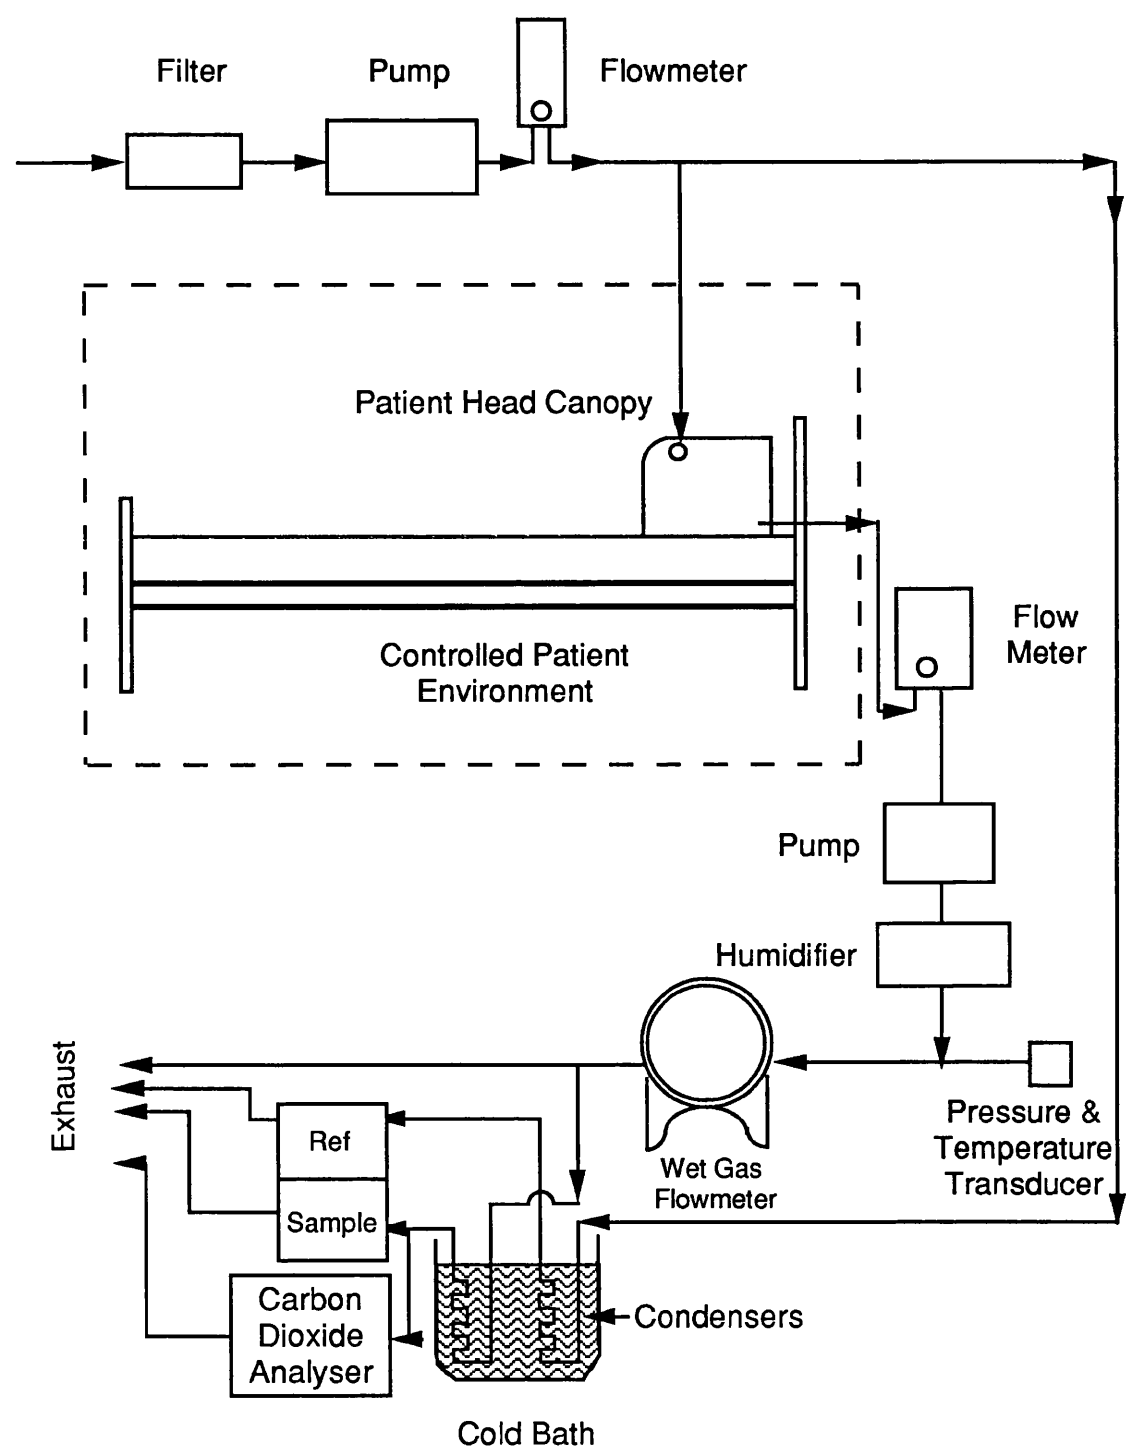 Filter
Pump
Flowmeter
Patient Head Canopy
Controlled Patient
Environment
Flow
Meter
Pump
Humidifier
Exhaust
Pressure &
Temperature
Transducer
Wet Gas
Flowmeter
Ref
Sample
Carbon
Dioxide
Analyser
Condensers
Cold Bath